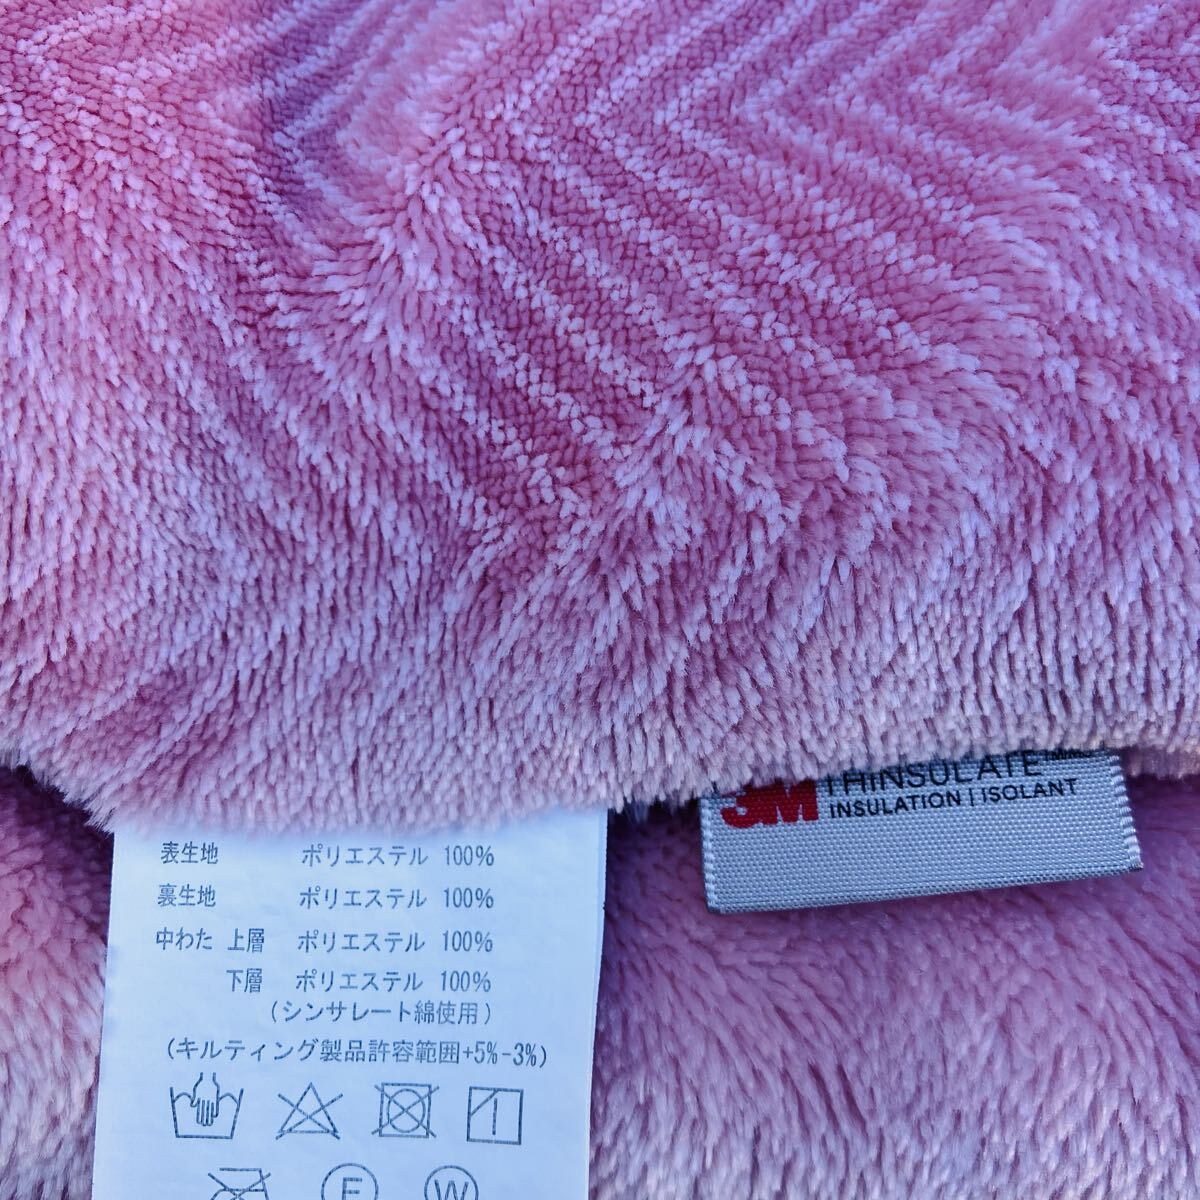 表生地 ポリエステル 100%
裏生地 ポリエステル 100%
中わた 上層 ポリエステル 100%
下層 ポリエステル 100%
(シンサレート綿使用)
(キルティング製品許容範囲+5%-3%)
F W
3M THiNSULATE
INSULATION | ISOLANT